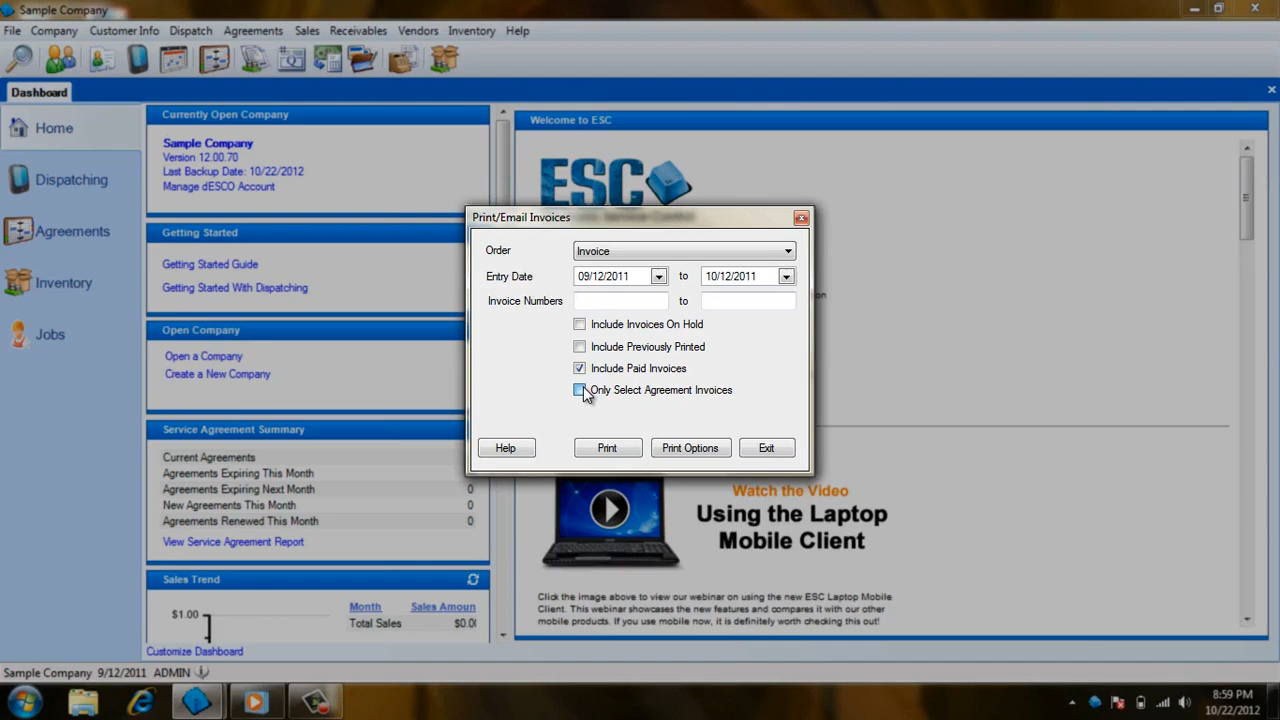 Sample Company
File Company Customer Info Dispatch Agreements Sales Receivables Vendors Inventory Help
Dashboard
Home
Dispatching
Agreements
Inventory
Jobs
Currently Open Company
Sample Company
Version 12.00.70
Last Backup Date: 10/22/2012
Manage dESCO Account
Getting Started
Getting Started Guide
Getting Started With Dispatching
Open Company
Open a Company
Create a New Company
Service Agreement Summary
Current Agreements
Agreements Expiring This Month 0
Agreements Expiring Next Month 0
New Agreements This Month 0
Agreements Renewed This Month 0
View Service Agreement Report
Sales Trend
$1.00
Month Sales Amoun
Total Sales $0.0
Customize Dashboard
Welcome to ESC
ESC
Print/Email Invoices
Order Invoice
Entry Date 09/12/2011 to 10/12/2011
Invoice Numbers to
Include Invoices On Hold
Include Previously Printed
Include Paid Invoices
Only Select Agreement Invoices
Help Print Print Options Exit
Watch the Video
Using the Laptop
Mobile Client
Click the image above to view our webinar on using the new ESC Laptop Mobile
Client. This webinar showcases the new features and compares it with our other
mobile products. If you use mobile now, it is definitely worth checking this out!
Sample Company 9/12/2011 ADMIN
8:59 PM
10/22/2012